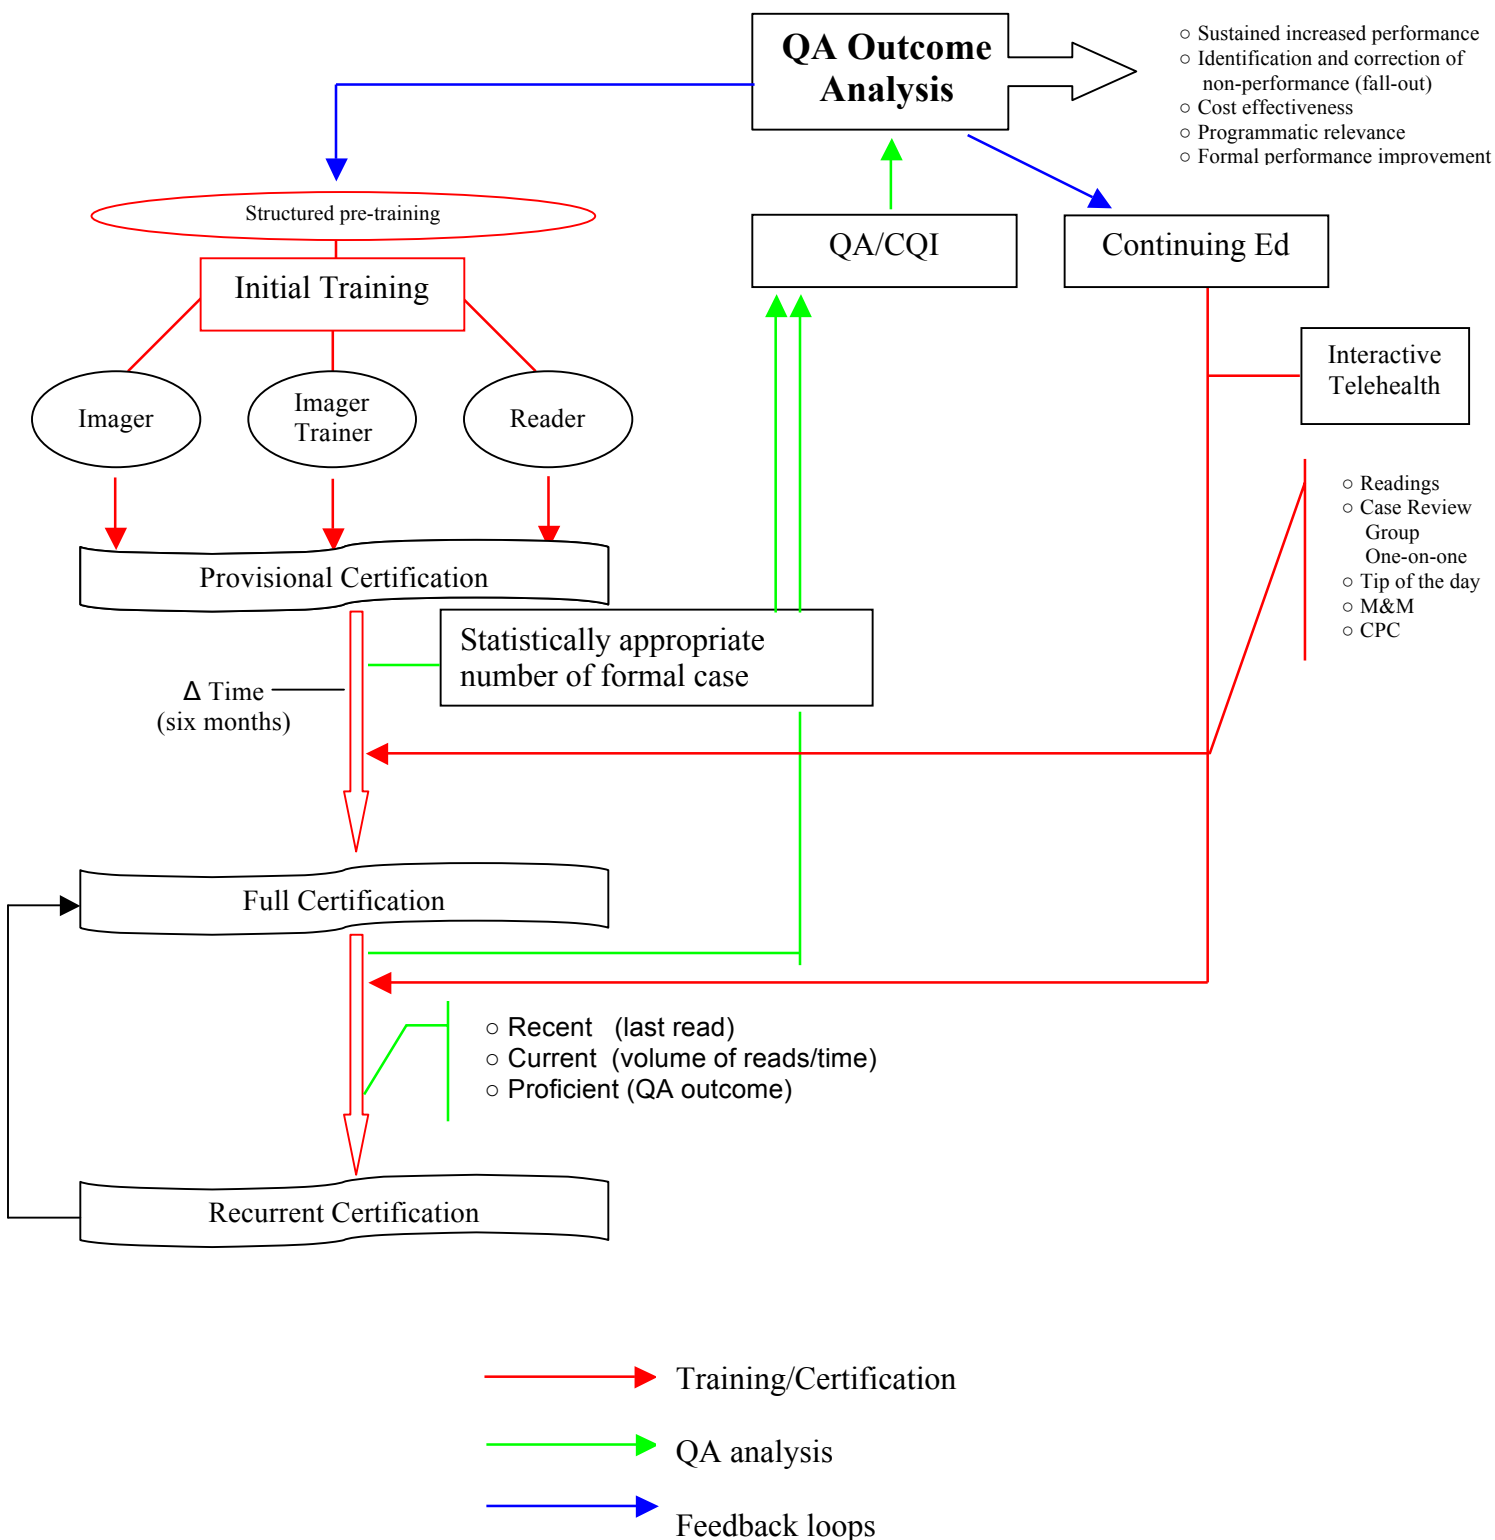 QA Outcome
Analysis
○ Sustained increased performance
○ Identification and correction of
non-performance (fall-out)
○ Cost effectiveness
○ Programmatic relevance
○ Formal performance improvement
Structured pre-training
Initial Training
QA/CQI
Continuing Ed
Interactive
Telehealth
Imager
Imager
Trainer
Reader
○ Readings
○ Case Review
Group
One-on-one
○ Tip of the day
○ M&M
○ CPC
Provisional Certification
Statistically appropriate
number of formal case
Δ Time
(six months)
Full Certification
○ Recent (last read)
○ Current (volume of reads/time)
○ Proficient (QA outcome)
Recurrent Certification
Training/Certification
QA analysis
Feedback loops